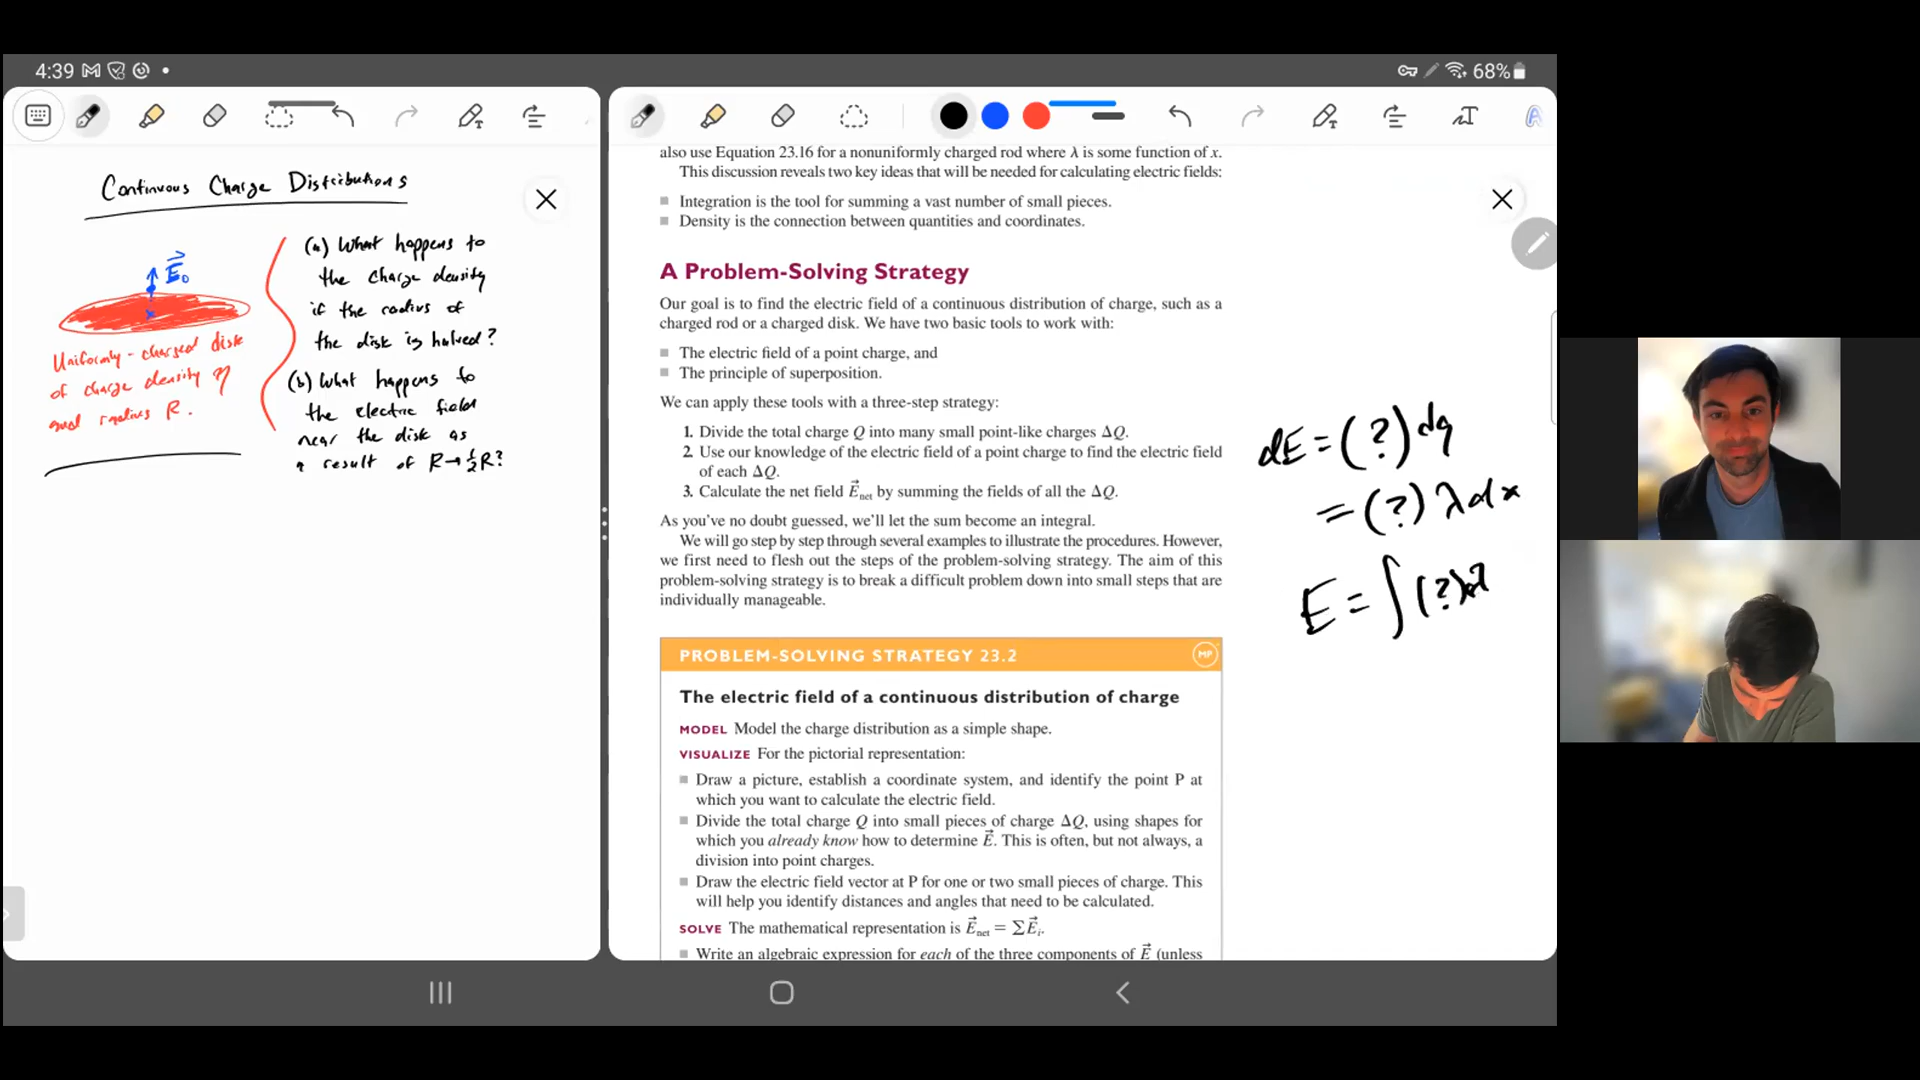 4:39
68%
Continuous Charge Distributions
E₀
Uniformly-charged disk
of charge density η
and radius R.
(a) What happens to
the charge density
if the radius of
the disk is halved?
(b) What happens to
the electric field
near the disk as
a result of R→½R?
also use Equation 23.16 for a nonuniformly charged rod where λ is some function of x.
This discussion reveals two key ideas that will be needed for calculating electric fields:
■ Integration is the tool for summing a vast number of small pieces.
■ Density is the connection between quantities and coordinates.
A Problem-Solving Strategy
Our goal is to find the electric field of a continuous distribution of charge, such as a
charged rod or a charged disk. We have two basic tools to work with:
■ The electric field of a point charge, and
■ The principle of superposition.
We can apply these tools with a three-step strategy:
1. Divide the total charge Q into many small point-like charges ΔQ.
2. Use our knowledge of the electric field of a point charge to find the electric field
of each ΔQ.
3. Calculate the net field E⃗net by summing the fields of all the ΔQ.
As you've no doubt guessed, we'll let the sum become an integral.
We will go step by step through several examples to illustrate the procedures. However,
we first need to flesh out the steps of the problem-solving strategy. The aim of this
problem-solving strategy is to break a difficult problem down into small steps that are
individually manageable.
dE = (?) dq
= (?) λ dx
E = ∫ (?)
PROBLEM-SOLVING STRATEGY 23.2
MP
The electric field of a continuous distribution of charge
MODEL Model the charge distribution as a simple shape.
VISUALIZE For the pictorial representation:
■ Draw a picture, establish a coordinate system, and identify the point P at
which you want to calculate the electric field.
■ Divide the total charge Q into small pieces of charge ΔQ, using shapes for
which you already know how to determine E⃗. This is often, but not always, a
division into point charges.
■ Draw the electric field vector at P for one or two small pieces of charge. This
will help you identify distances and angles that need to be calculated.
SOLVE The mathematical representation is E⃗net = ΣE⃗i.
■ Write an algebraic expression for each of the three components of E⃗ (unless